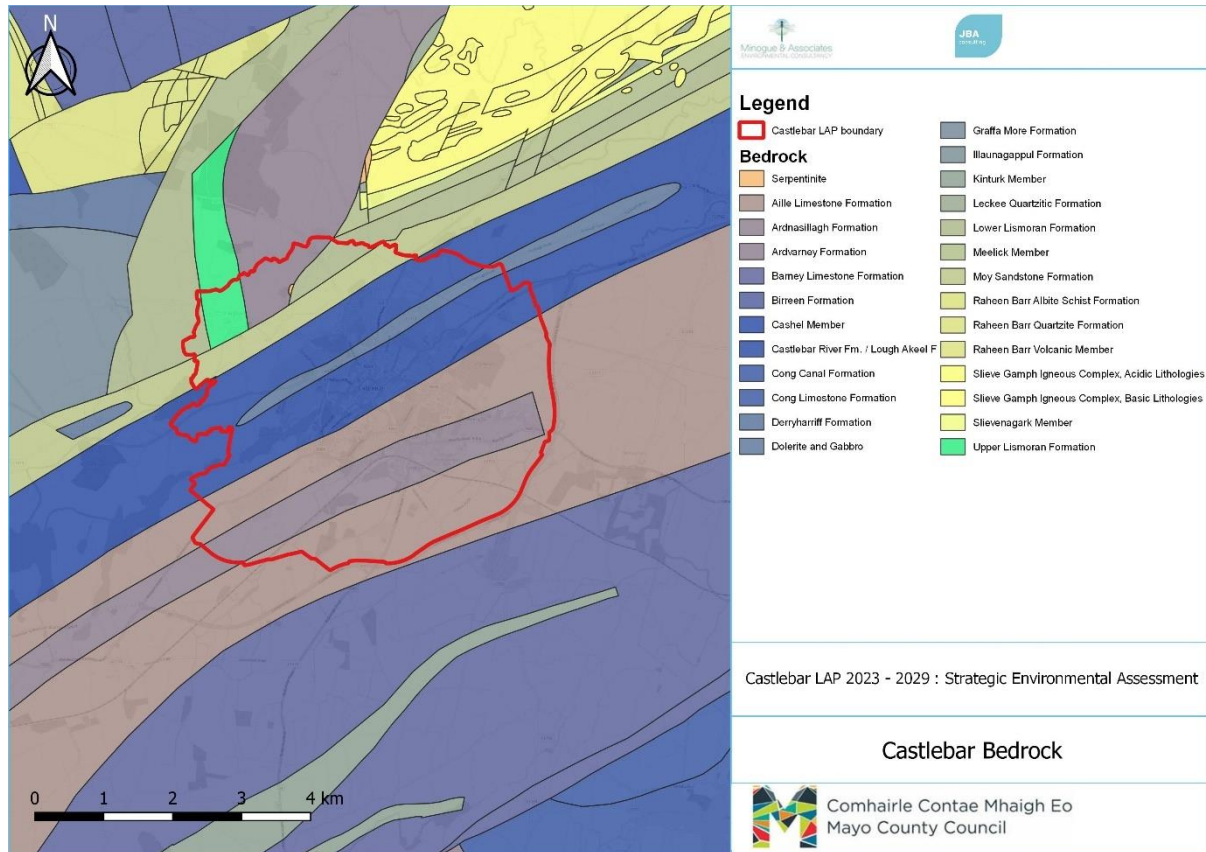 N
0 1 2 3 4 km
Minogue & Associates
ENVIRONMENTAL CONSULTANCY
JBA
consulting
Legend
Castlebar LAP boundary
Bedrock
Serpentinite
Aille Limestone Formation
Ardnasillagh Formation
Ardvarney Formation
Barney Limestone Formation
Birreen Formation
Cashel Member
Castlebar River Fm. / Lough Akeel F
Cong Canal Formation
Cong Limestone Formation
Derryharriff Formation
Dolerite and Gabbro
Graffa More Formation
Illaunagappul Formation
Kinturk Member
Leckee Quartzitic Formation
Lower Lismoran Formation
Meelick Member
Moy Sandstone Formation
Raheen Barr Albite Schist Formation
Raheen Barr Quartzite Formation
Raheen Barr Volcanic Member
Slieve Gamph Igneous Complex, Acidic Lithologies
Slieve Gamph Igneous Complex, Basic Lithologies
Slievenagark Member
Upper Lismoran Formation
Castlebar LAP 2023 - 2029 : Strategic Environmental Assessment
Castlebar Bedrock
Comhairle Contae Mhaigh Eo
Mayo County Council